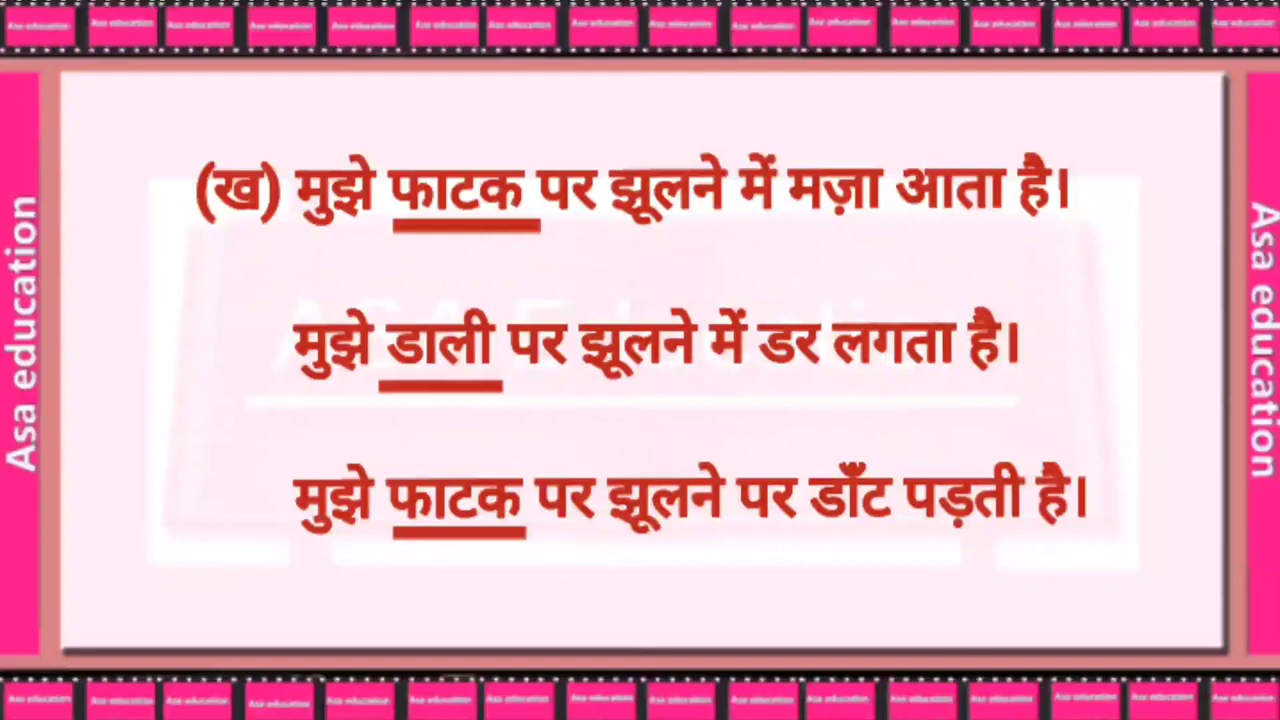 (ख) मुझे फाटक पर झूलने में मज़ा आता है।
मुझे डाली पर झूलने में डर लगता है।
मुझे फाटक पर झूलने पर डाँट पड़ती है।
Asa education
Asa education